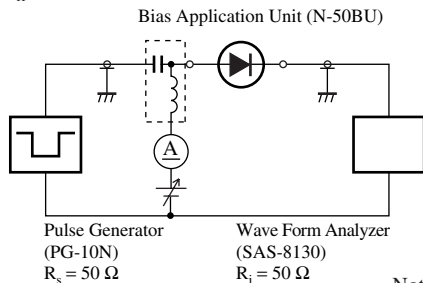 Bias Application Unit (N-50BU)
A
Pulse Generator
(PG-10N)
Rs = 50 Ω
Wave Form Analyzer
(SAS-8130)
Ri = 50 Ω